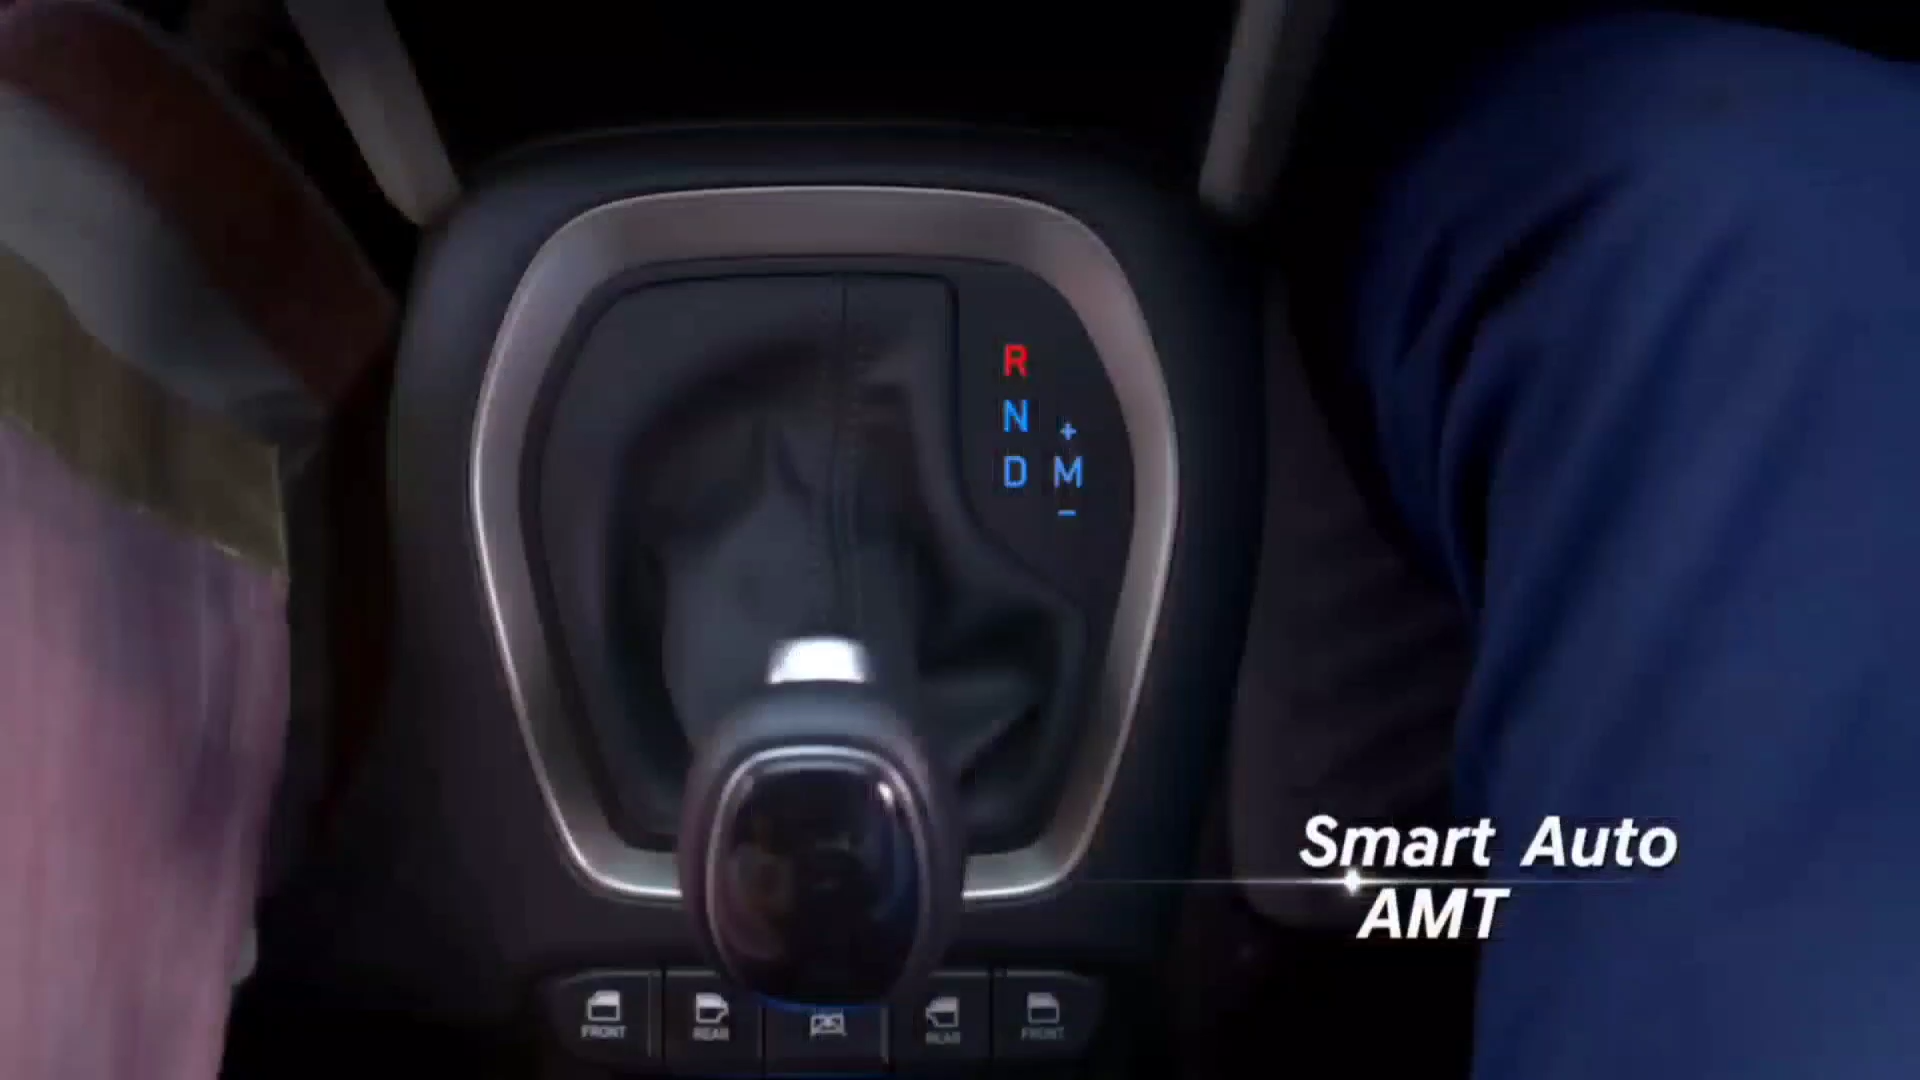 R
N
+
D M
−
Smart Auto
AMT
FRONT
REAR
REAR
FRONT